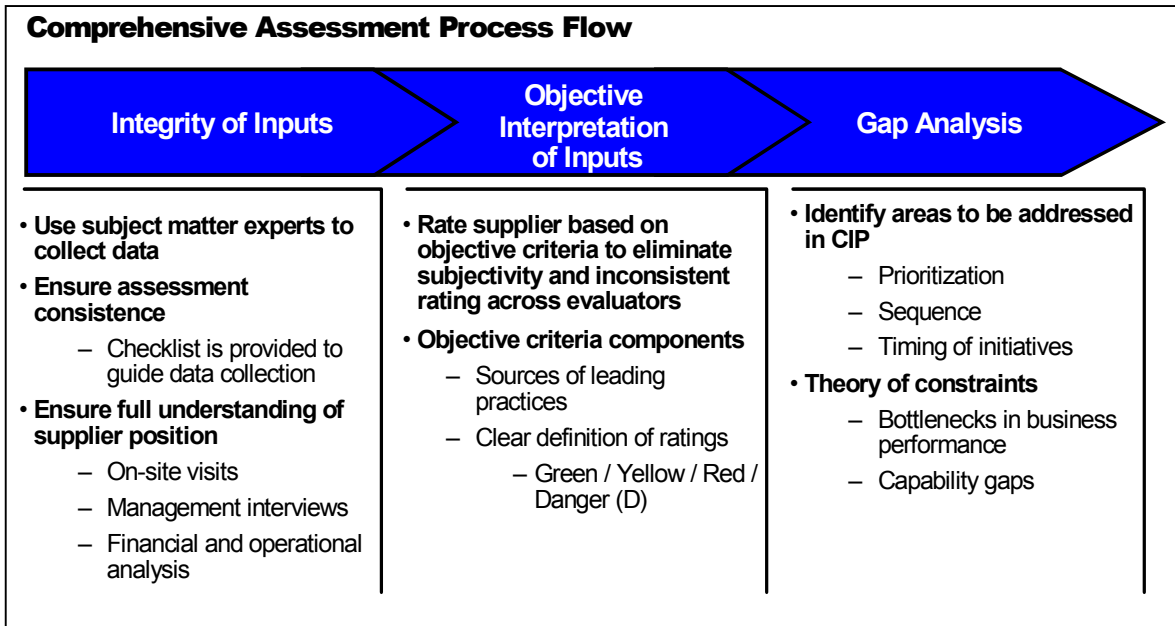 Comprehensive Assessment Process Flow
Integrity of Inputs
Objective
Interpretation
of Inputs
Gap Analysis
• Use subject matter experts to
collect data
• Ensure assessment
consistence
– Checklist is provided to
guide data collection
• Ensure full understanding of
supplier position
– On-site visits
– Management interviews
– Financial and operational
analysis
• Rate supplier based on
objective criteria to eliminate
subjectivity and inconsistent
rating across evaluators
• Objective criteria components
– Sources of leading
practices
– Clear definition of ratings
– Green / Yellow / Red /
Danger (D)
• Identify areas to be addressed
in CIP
– Prioritization
– Sequence
– Timing of initiatives
• Theory of constraints
– Bottlenecks in business
performance
– Capability gaps